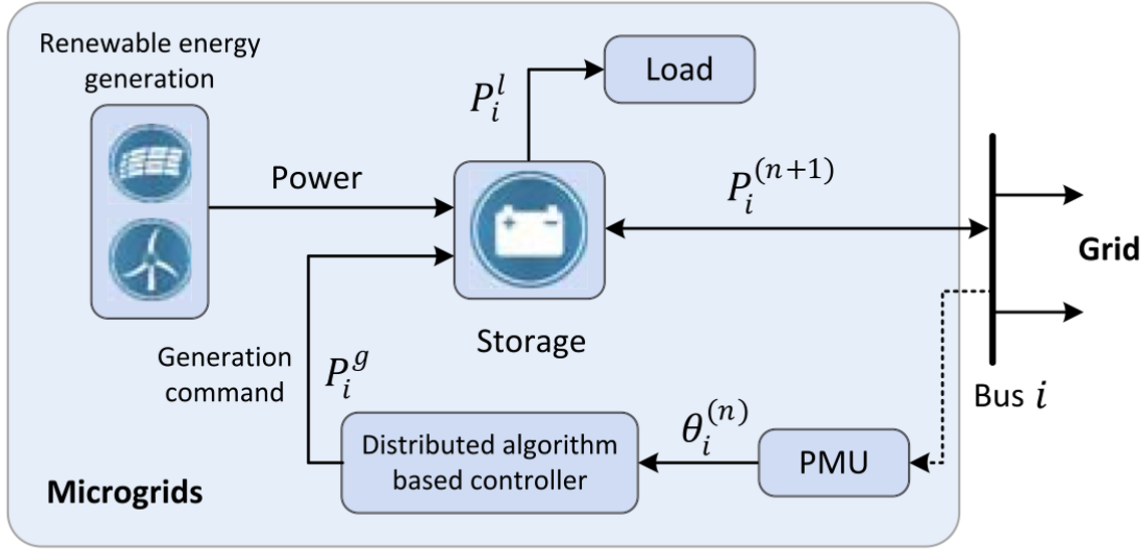 Renewable energy
generation
Load
P_i^l
Power
P_i^{(n+1)}
+ −
Grid
Storage
Generation
command
P_i^g
Bus i
θ_i^{(n)}
Distributed algorithm
based controller
PMU
Microgrids